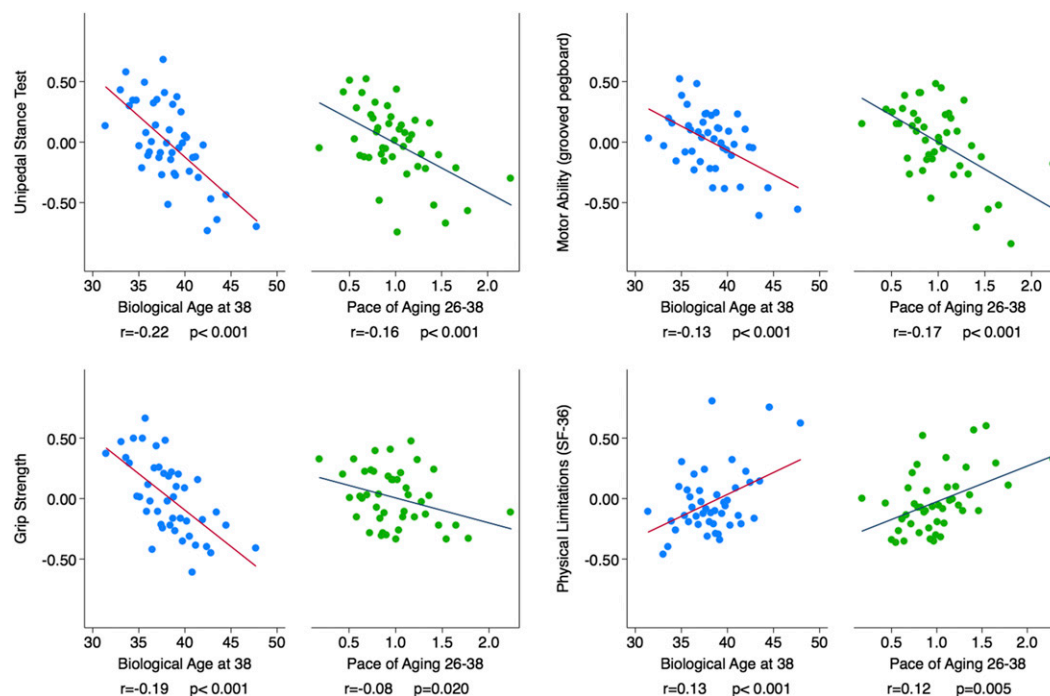 Unipedal Stance Test
0.50
0.00
-0.50
30 35 40 45 50
Biological Age at 38
r=-0.22 p< 0.001
0.5 1.0 1.5 2.0
Pace of Aging 26-38
r=-0.16 p< 0.001
Motor Ability (grooved pegboard)
0.50
0.00
-0.50
30 35 40 45 50
Biological Age at 38
r=-0.13 p< 0.001
0.5 1.0 1.5 2.0
Pace of Aging 26-38
r=-0.17 p< 0.001
Grip Strength
0.50
0.00
-0.50
30 35 40 45 50
Biological Age at 38
r=-0.19 p< 0.001
0.5 1.0 1.5 2.0
Pace of Aging 26-38
r=-0.08 p=0.020
Physical Limitations (SF-36)
0.50
0.00
-0.50
30 35 40 45 50
Biological Age at 38
r=0.13 p< 0.001
0.5 1.0 1.5 2.0
Pace of Aging 26-38
r=0.12 p=0.005